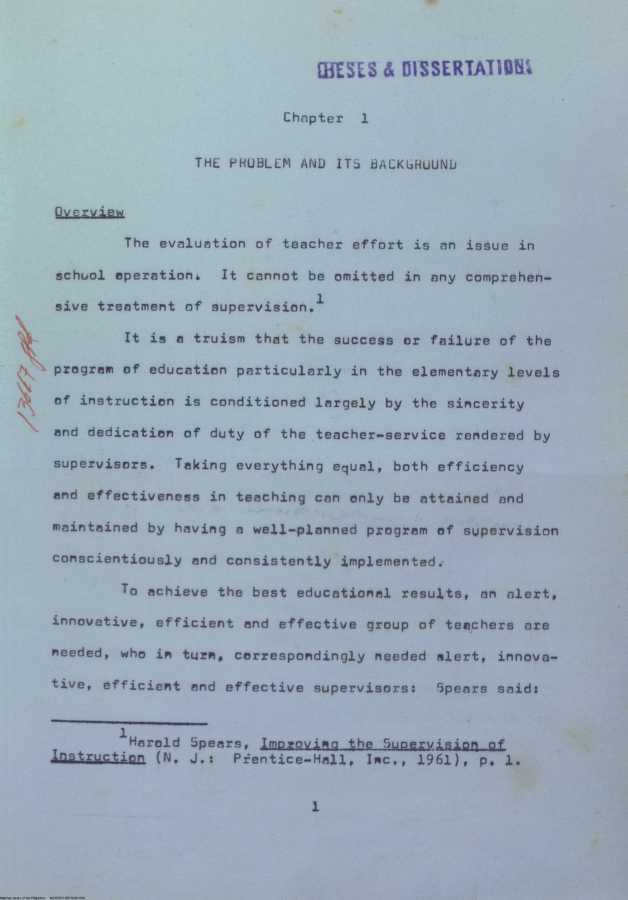 THESES & DISSERTATIONS
Chapter 1
THE PROBLEM AND ITS BACKGROUND
Overview
The evaluation of teacher effort is an issue in
school operation. It cannot be omitted in any comprehen-
sive treatment of supervision.1
It is a truism that the success or failure of the
program of education particularly in the elementary levels
of instruction is conditioned largely by the sincerity
and dedication of duty of the teacher-service rendered by
supervisors. Taking everything equal, both efficiency
and effectiveness in teaching can only be attained and
maintained by having a well-planned program of supervision
conscientiously and consistently implemented.
To achieve the best educational results, an alert,
innovative, efficient and effective group of teachers are
needed, who in turn, correspondingly needed alert, innova-
tive, efficient and effective supervisors: Spears said:
1Harold Spears, Improving the Supervision of
Instruction (N. J.: Prentice-Hall, Inc., 1961), p. 1.
1